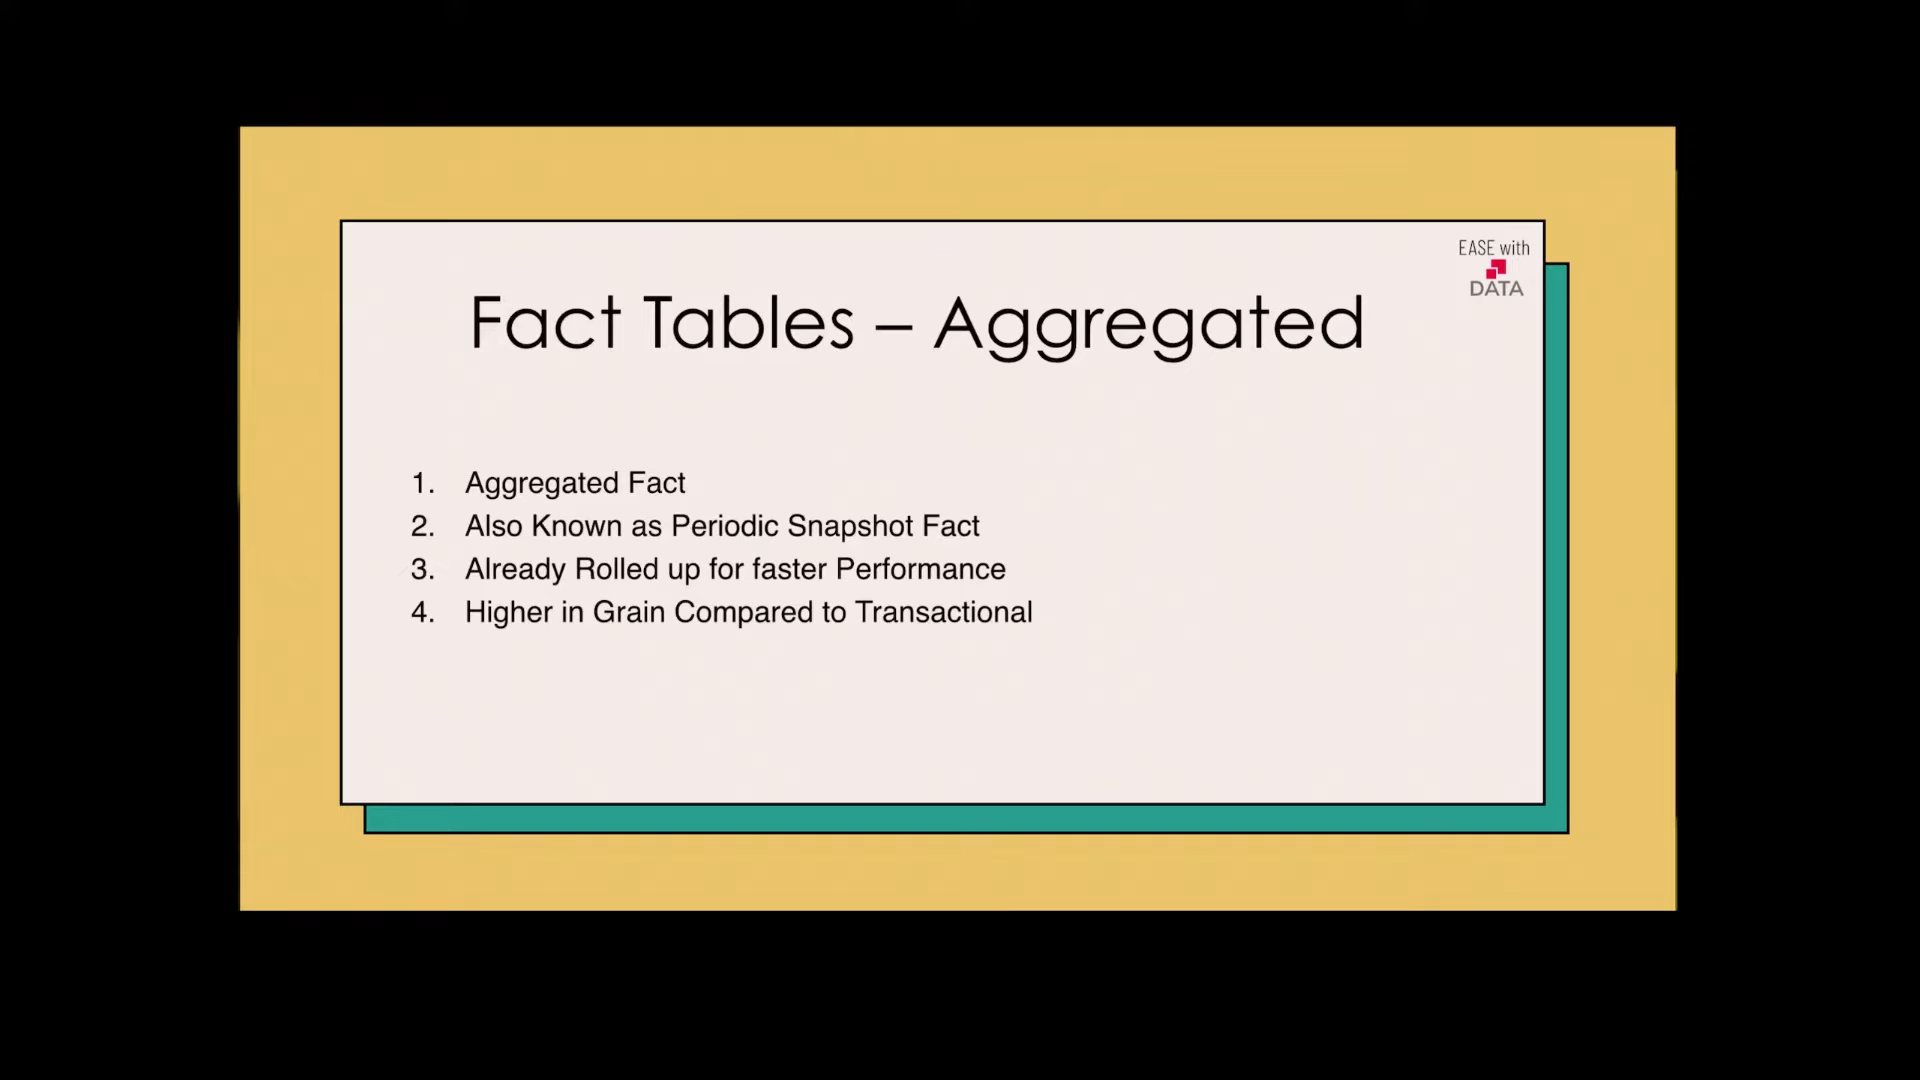 EASE with
DATA
Fact Tables – Aggregated
1. Aggregated Fact
2. Also Known as Periodic Snapshot Fact
3. Already Rolled up for faster Performance
4. Higher in Grain Compared to Transactional